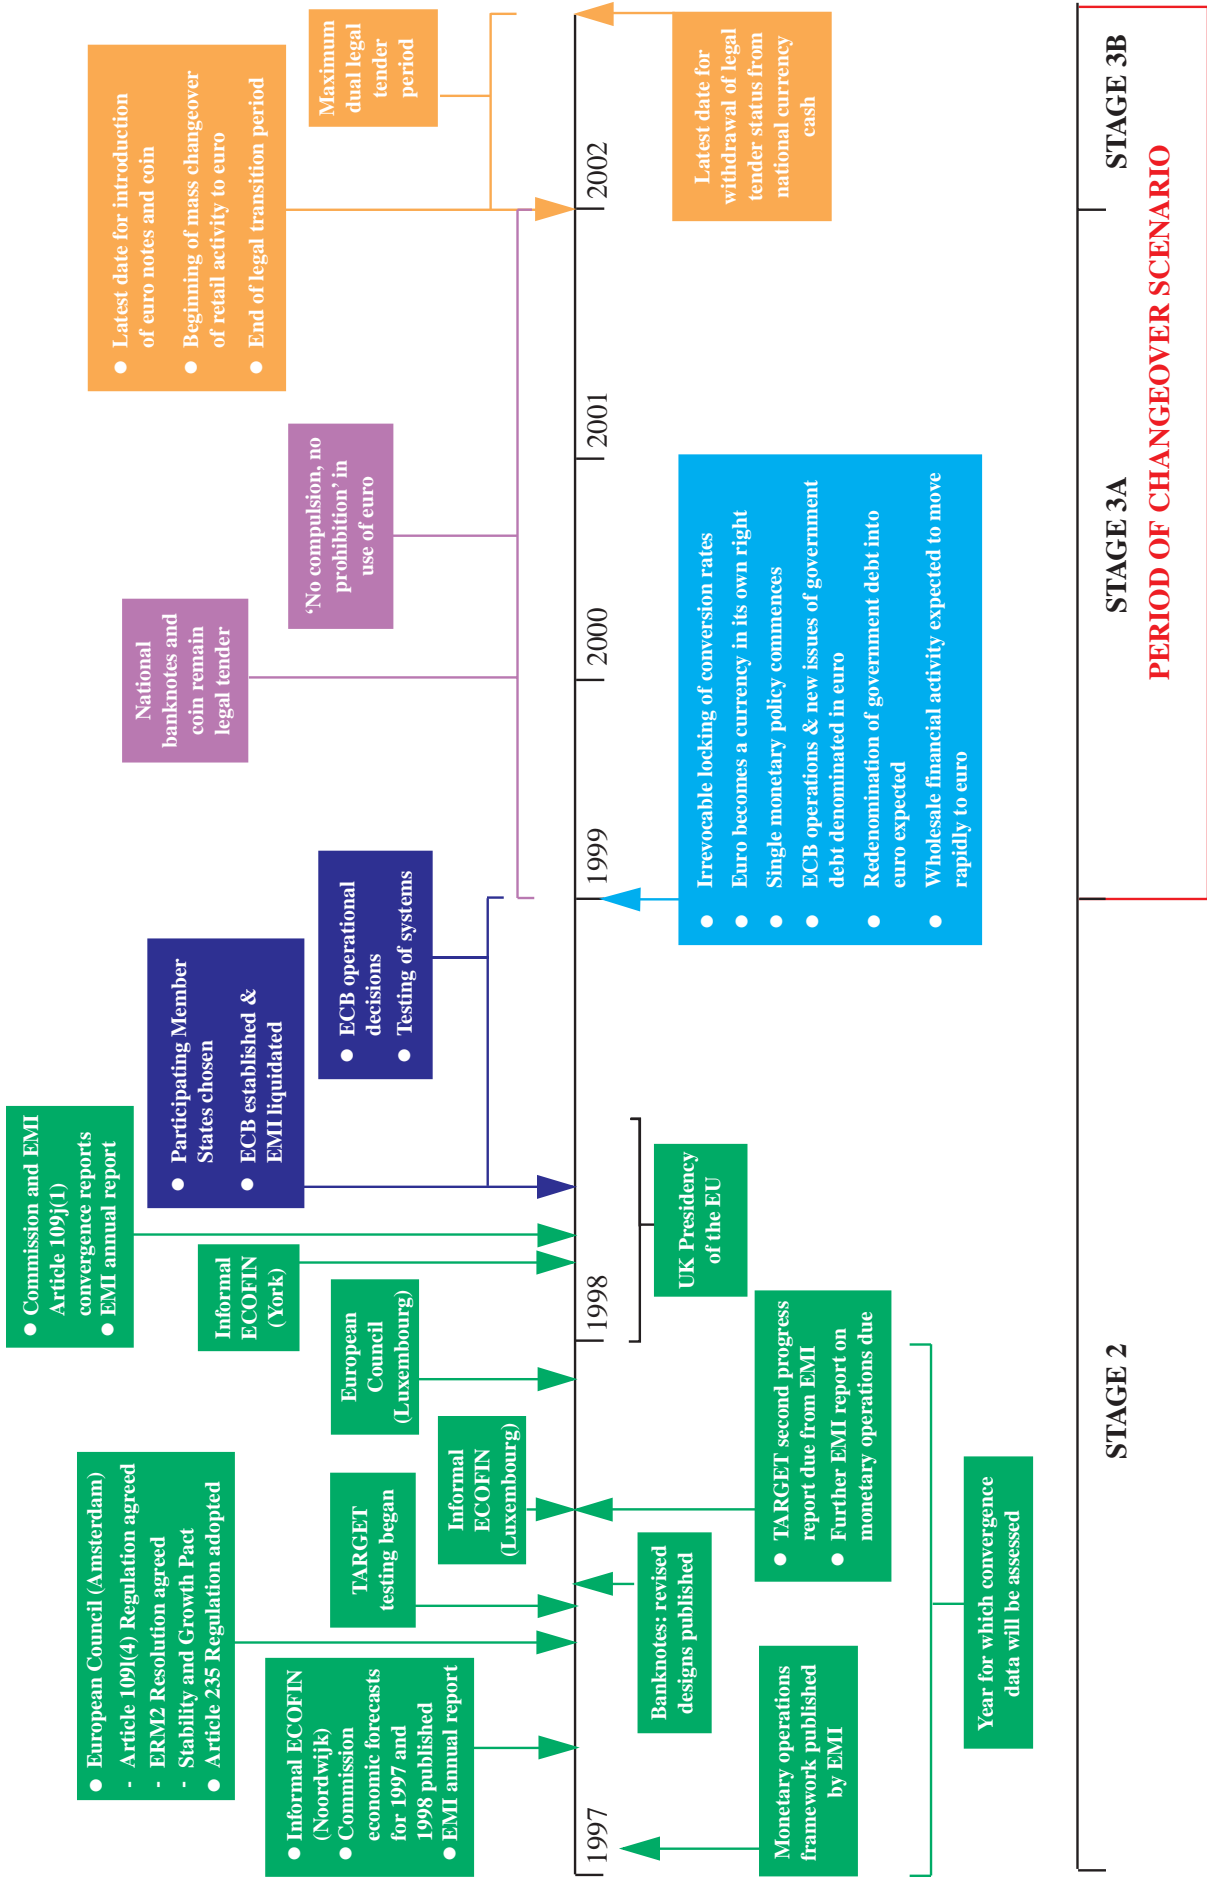 ● European Council (Amsterdam)
- Article 109l(4) Regulation agreed
- ERM2 Resolution agreed
- Stability and Growth Pact
● Article 235 Regulation adopted
● Informal ECOFIN
(Noordwijk)
● Commission
economic forecasts
for 1997 and
1998 published
● EMI annual report
TARGET
testing began
Informal
ECOFIN
(Luxembourg)
European
Council
(Luxembourg)
Informal
ECOFIN
(York)
● Commission and EMI
Article 109j(1)
convergence reports
● EMI annual report
● Participating Member
States chosen
● ECB established &
EMI liquidated
● ECB operational
decisions
● Testing of systems
National
banknotes and
coin remain
legal tender
‘No compulsion, no
prohibition’ in
use of euro
● Latest date for introduction
of euro notes and coin
● Beginning of mass changeover
of retail activity to euro
● End of legal transition period
Maximum
dual legal
tender
period
1997
1998
1999
2000
2001
2002
Monetary operations
framework published
by EMI
Banknotes: revised
designs published
● TARGET second progress
report due from EMI
● Further EMI report on
monetary operations due
UK Presidency
of the EU
Year for which convergence
data will be assessed
● Irrevocable locking of conversion rates
● Euro becomes a currency in its own right
● Single monetary policy commences
● ECB operations & new issues of government
debt denominated in euro
● Redenomination of government debt into
euro expected
● Wholesale financial activity expected to move
rapidly to euro
Latest date for
withdrawal of legal
tender status from
national currency
cash
STAGE 2
STAGE 3A
STAGE 3B
PERIOD OF CHANGEOVER SCENARIO